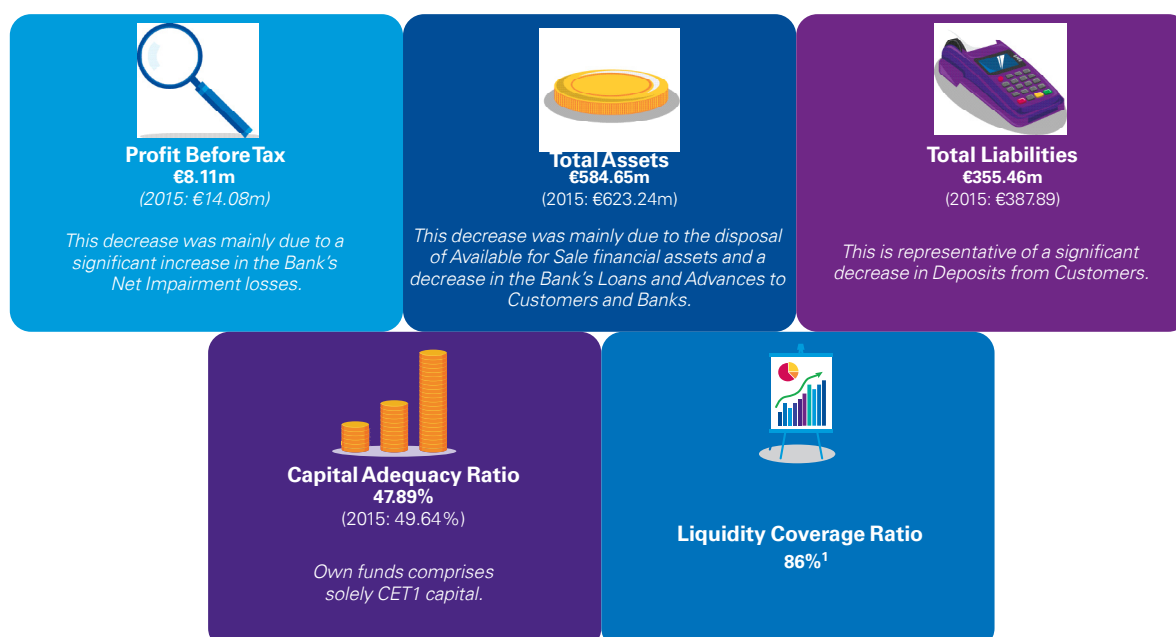 Profit Before Tax
€8.11m
(2015: €14.08m)
This decrease was mainly due to a
significant increase in the Bank's
Net Impairment losses.
Total Assets
€584.65m
(2015: €623.24m)
This decrease was mainly due to the disposal
of Available for Sale financial assets and a
decrease in the Bank's Loans and Advances to
Customers and Banks.
Total Liabilities
€355.46m
(2015: €387.89)
This is representative of a significant
decrease in Deposits from Customers.
Capital Adequacy Ratio
47.89%
(2015: 49.64%)
Own funds comprises
solely CET1 capital.
Liquidity Coverage Ratio
86%¹